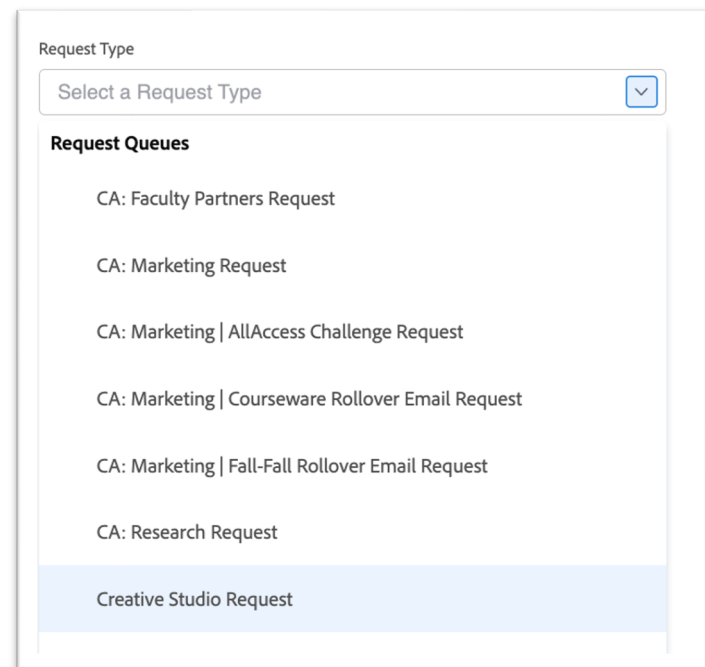 Request Type
Select a Request Type
Request Queues
CA: Faculty Partners Request
CA: Marketing Request
CA: Marketing | AllAccess Challenge Request
CA: Marketing | Courseware Rollover Email Request
CA: Marketing | Fall-Fall Rollover Email Request
CA: Research Request
Creative Studio Request